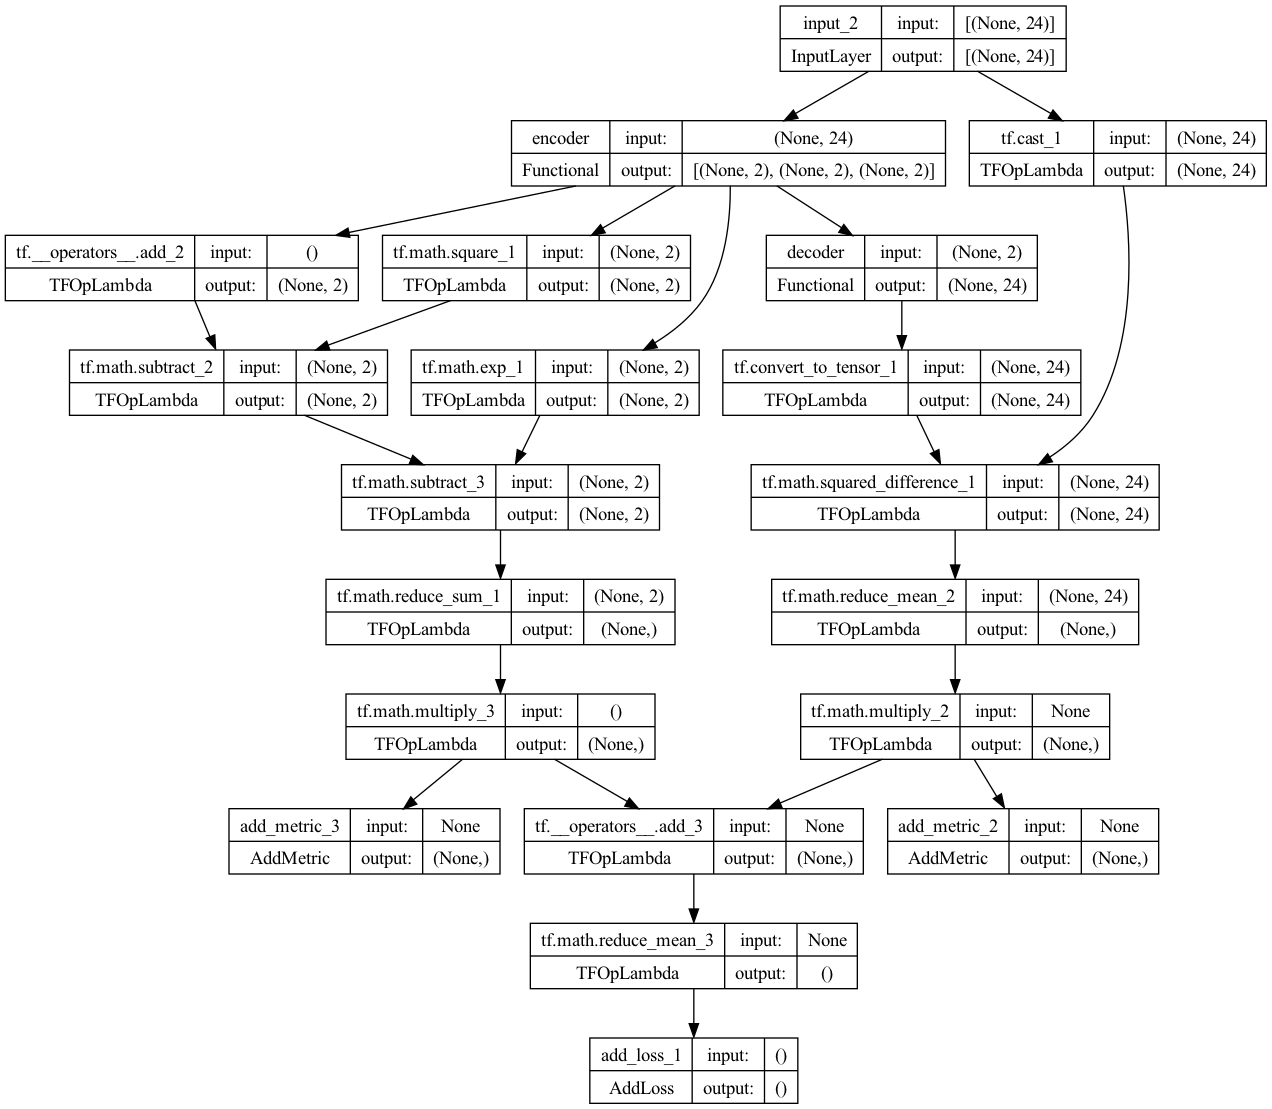 input_2 input: [(None, 24)]
InputLayer output: [(None, 24)]
encoder input: (None, 24)
Functional output: [(None, 2), (None, 2), (None, 2)]
tf.cast_1 input: (None, 24)
TFOpLambda output: (None, 24)
tf.__operators__.add_2 input: ()
TFOpLambda output: (None, 2)
tf.math.square_1 input: (None, 2)
TFOpLambda output: (None, 2)
decoder input: (None, 2)
Functional output: (None, 24)
tf.math.subtract_2 input: (None, 2)
TFOpLambda output: (None, 2)
tf.math.exp_1 input: (None, 2)
TFOpLambda output: (None, 2)
tf.convert_to_tensor_1 input: (None, 24)
TFOpLambda output: (None, 24)
tf.math.subtract_3 input: (None, 2)
TFOpLambda output: (None, 2)
tf.math.squared_difference_1 input: (None, 24)
TFOpLambda output: (None, 24)
tf.math.reduce_sum_1 input: (None, 2)
TFOpLambda output: (None,)
tf.math.reduce_mean_2 input: (None, 24)
TFOpLambda output: (None,)
tf.math.multiply_3 input: ()
TFOpLambda output: (None,)
tf.math.multiply_2 input: None
TFOpLambda output: (None,)
add_metric_3 input: None
AddMetric output: (None,)
tf.__operators__.add_3 input: None
TFOpLambda output: (None,)
add_metric_2 input: None
AddMetric output: (None,)
tf.math.reduce_mean_3 input: None
TFOpLambda output: ()
add_loss_1 input: ()
AddLoss output: ()